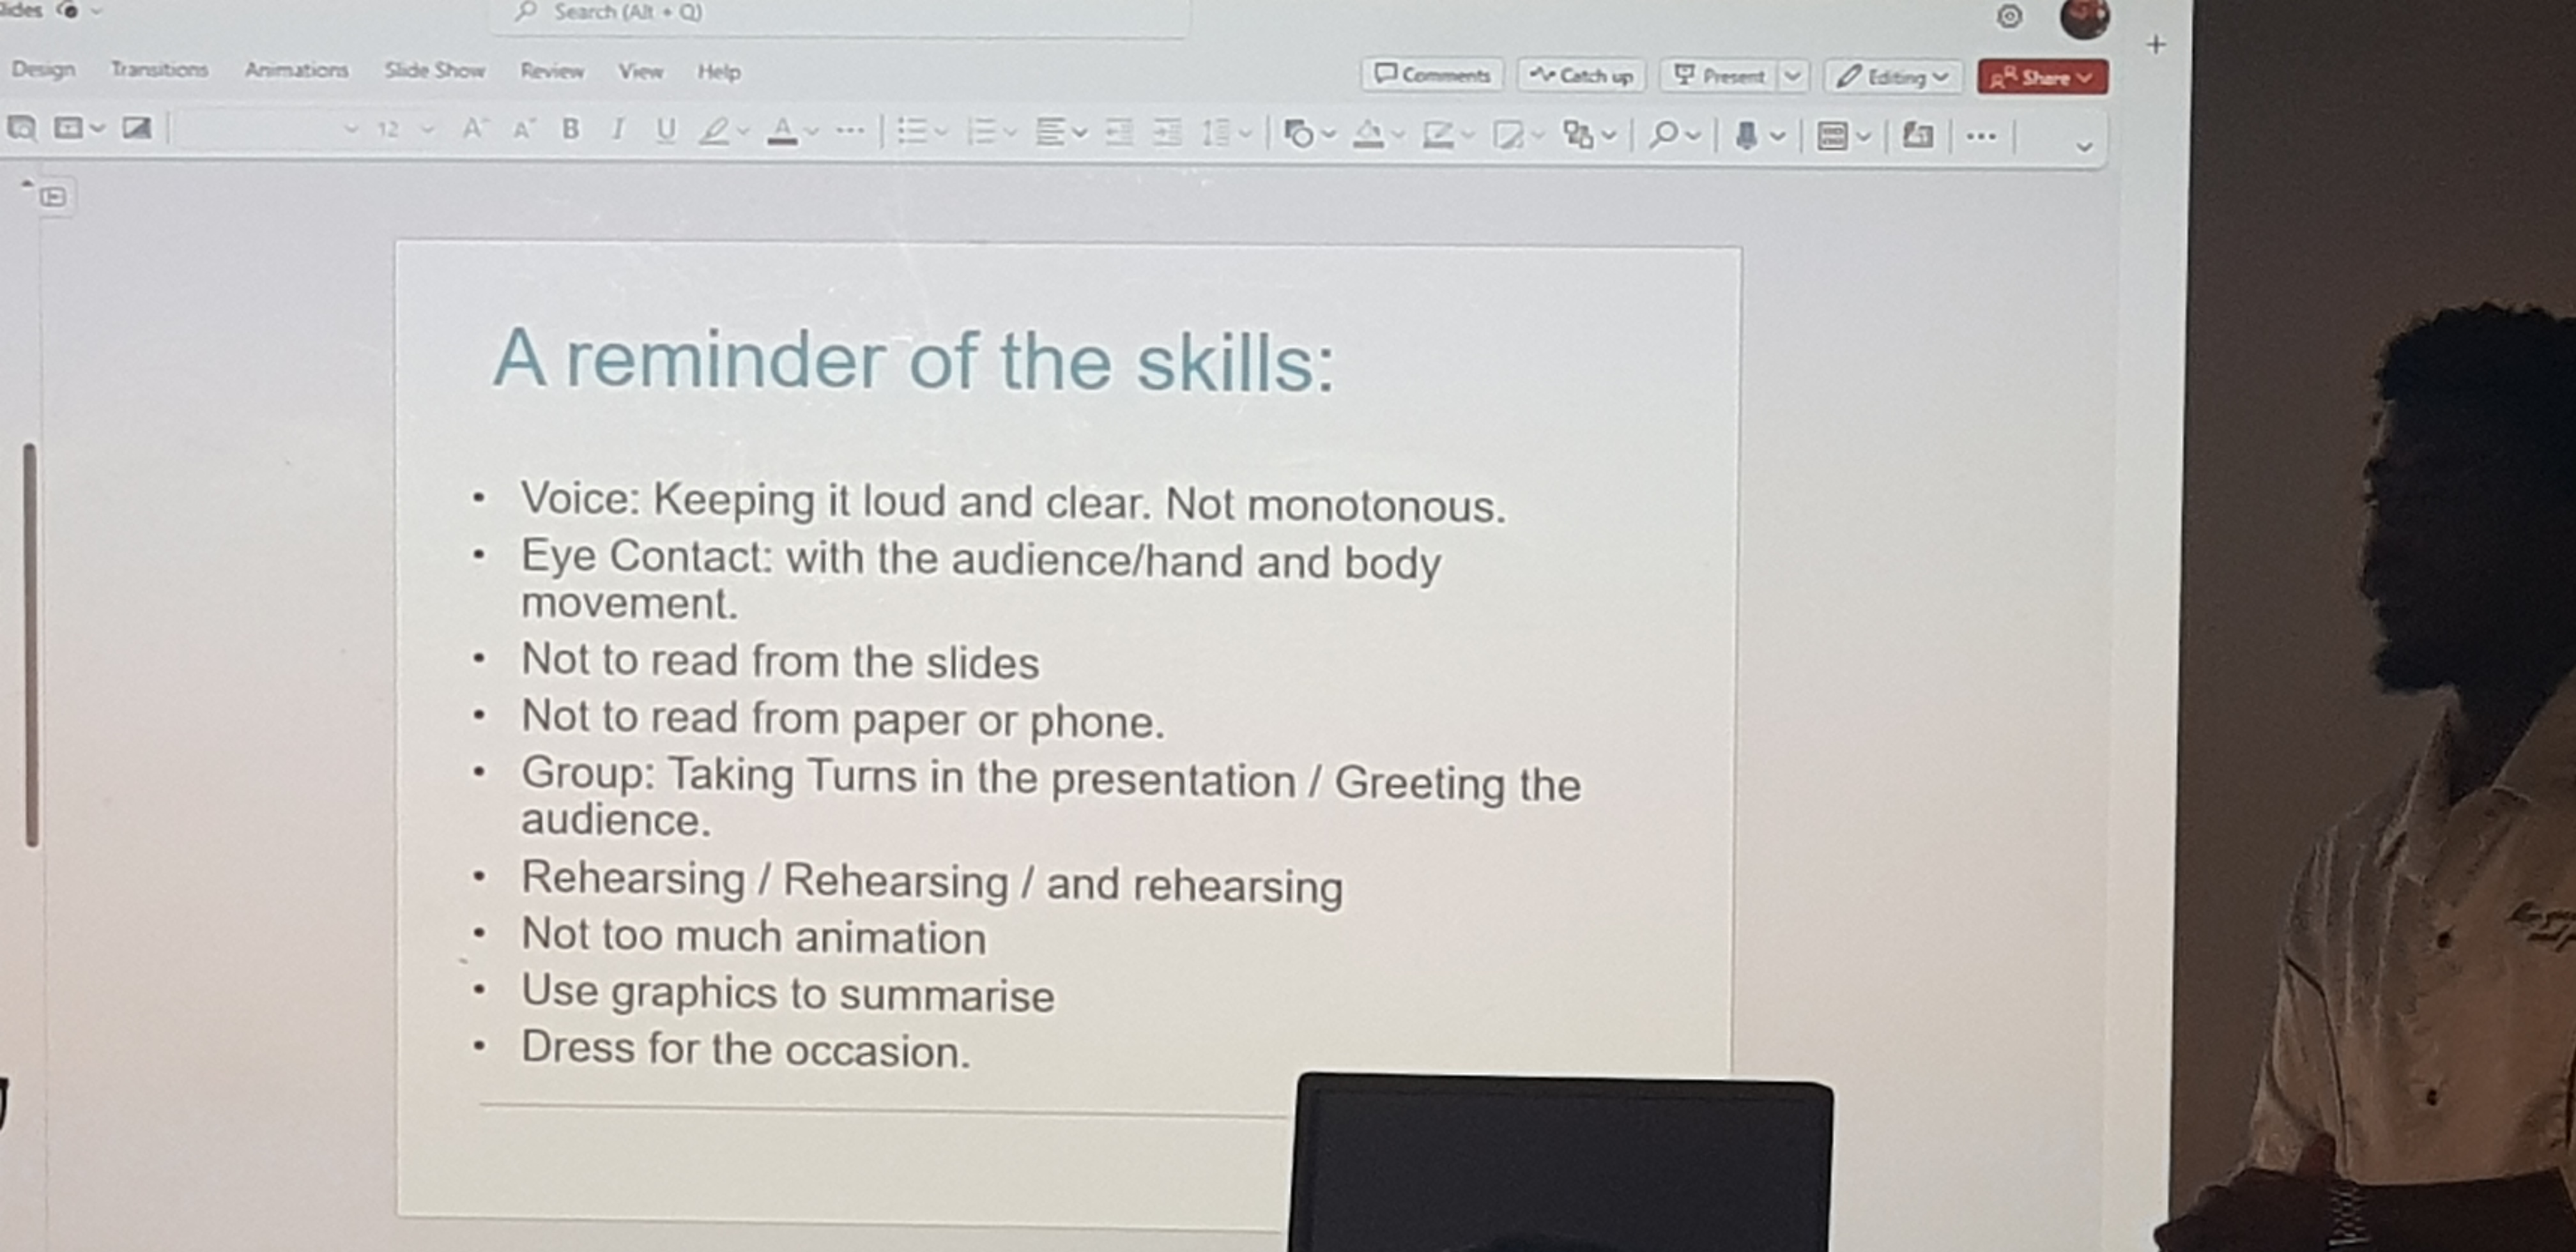 ides
Search (Alt + Q)
Design Transitions Animations Slide Show Review View Help
Comments Catch up Present Editing Share
12 A A B I U A
A reminder of the skills:
• Voice: Keeping it loud and clear. Not monotonous.
• Eye Contact: with the audience/hand and body
movement.
• Not to read from the slides
• Not to read from paper or phone.
• Group: Taking Turns in the presentation / Greeting the
audience.
• Rehearsing / Rehearsing / and rehearsing
• Not too much animation
• Use graphics to summarise
• Dress for the occasion.